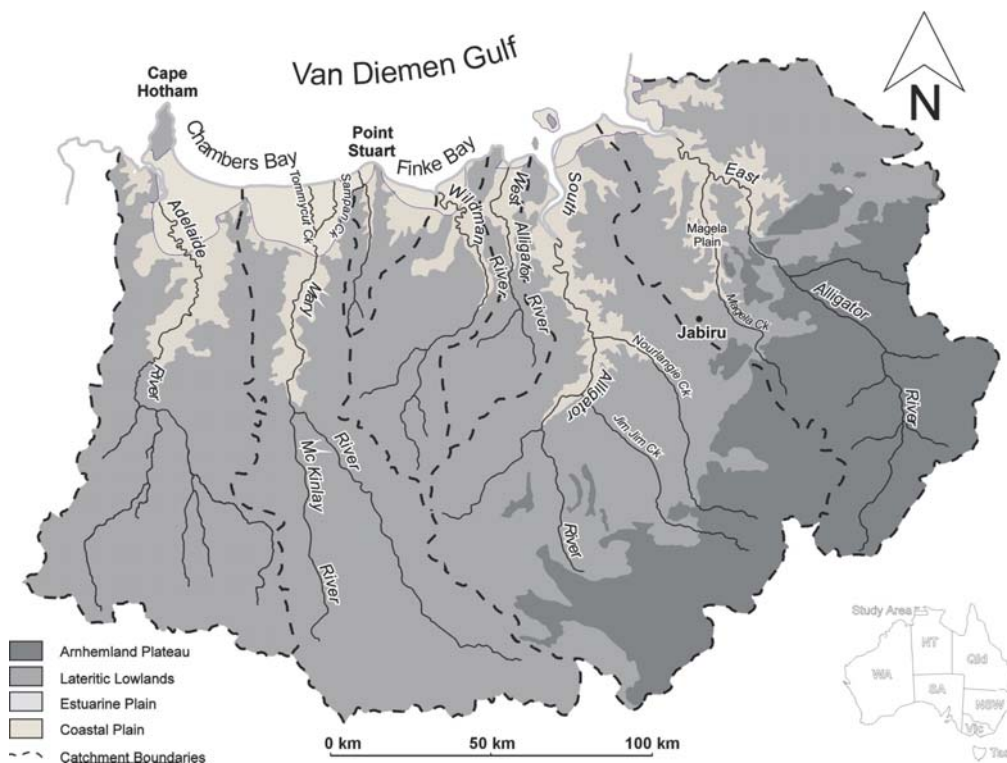 Van Diemen Gulf
N
Cape
Hotham
Chambers Bay
Point
Stuart
Finke Bay
Tommycut Ck
Sampan Ck
Adelaide
River
Mary
River
Mc Kinlay
River
Wildman
River
West
Alligator
River
South
Alligator
River
Nourlangie Ck
Jim Jim Ck
East
Alligator
River
Magela
Plain
Magela Ck
Jabiru
Arnhemland Plateau
Lateritic Lowlands
Estuarine Plain
Coastal Plain
Catchment Boundaries
0 km 50 km 100 km
Study Area
WA
NT
Qld
SA
NSW
Vic
Tas